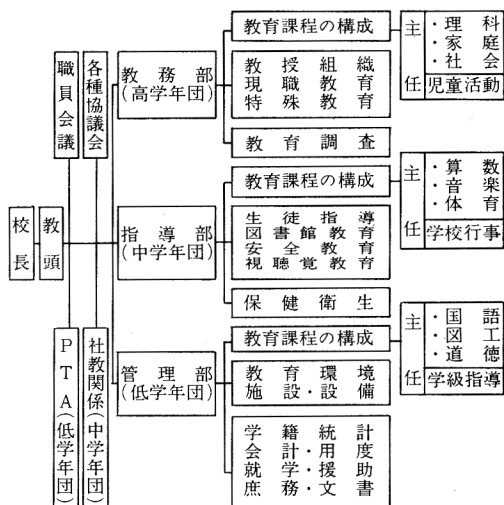 校長
教頭
職員会議
各種協議会
PTA(低学年団)
社教関係(中学年団)
教務部
(高学年団)
教育課程の構成
教授組織
現職教育
特殊教育
教育調査
主任
・理科
・家庭
・社会
児童活動
指導部
(中学年団)
教育課程の構成
生徒指導
図書館教育
安全教育
視聴覚教育
保健衛生
主任
・算数
・音楽
・体育
学校行事
管理部
(低学年団)
教育課程の構成
教育環境
施設・設備
学籍統計
会計・用度
就学・援助
庶務・文書
主任
・国語
・図工
・道徳
学級指導